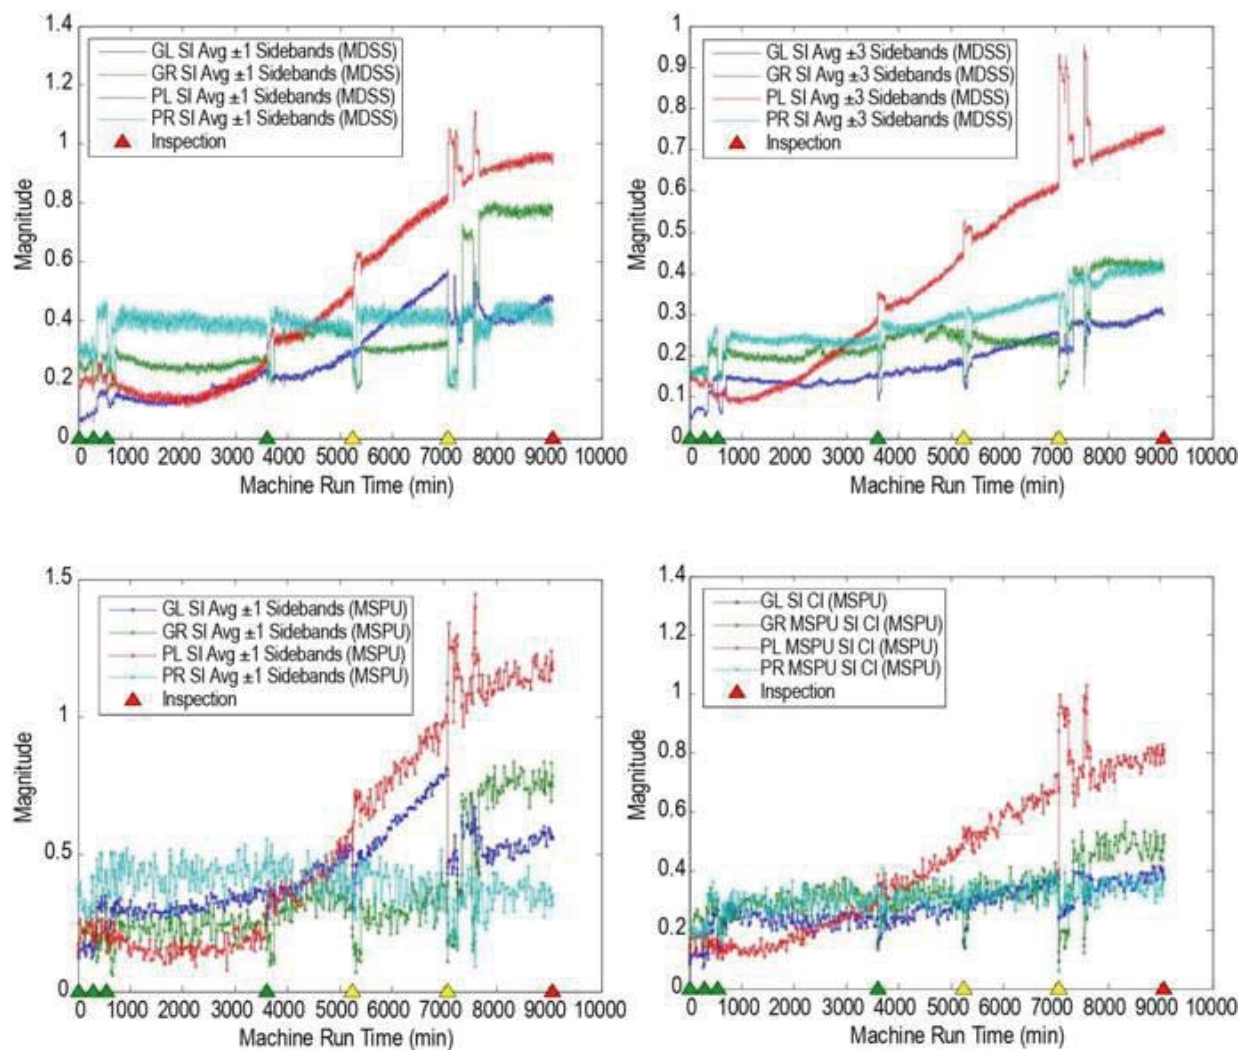 1.4
1.2
1
0.8
0.6
0.4
0.2
0
Magnitude
GL SI Avg ±1 Sidebands (MDSS)
GR SI Avg ±1 Sidebands (MDSS)
PL SI Avg ±1 Sidebands (MDSS)
PR SI Avg ±1 Sidebands (MDSS)
Inspection
0 1000 2000 3000 4000 5000 6000 7000 8000 9000 10000
Machine Run Time (min)
1
0.9
0.8
0.7
0.6
0.5
0.4
0.3
0.2
0.1
0
Magnitude
GL SI Avg ±3 Sidebands (MDSS)
GR SI Avg ±3 Sidebands (MDSS)
PL SI Avg ±3 Sidebands (MDSS)
PR SI Avg ±3 Sidebands (MDSS)
Inspection
0 1000 2000 3000 4000 5000 6000 7000 8000 9000 10000
Machine Run Time (min)
1.5
1
0.5
0
Magnitude
GL SI Avg ±1 Sidebands (MSPU)
GR SI Avg ±1 Sidebands (MSPU)
PL SI Avg ±1 Sidebands (MSPU)
PR SI Avg ±1 Sidebands (MSPU)
Inspection
0 1000 2000 3000 4000 5000 6000 7000 8000 9000 10000
Machine Run Time (min)
1.4
1.2
1
0.8
0.6
0.4
0.2
0
Magnitude
GL SI CI (MSPU)
GR MSPU SI CI (MSPU)
PL MSPU SI CI (MSPU)
PR MSPU SI CI (MSPU)
Inspection
0 1000 2000 3000 4000 5000 6000 7000 8000 9000 10000
Machine Run Time (min)